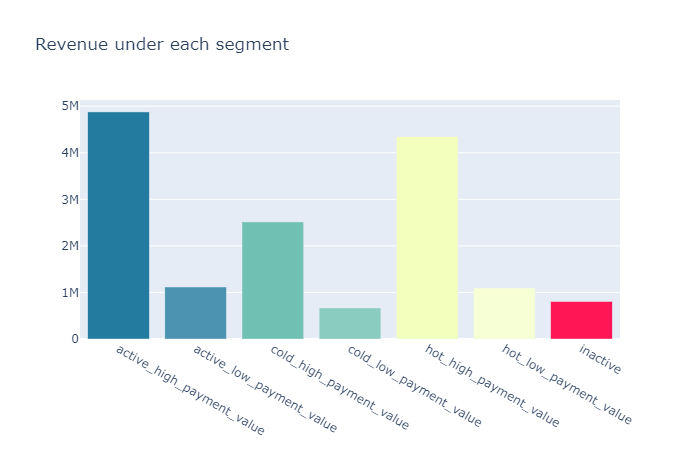 Revenue under each segment
5M
4M
3M
2M
1M
0
active_high_payment_value
active_low_payment_value
cold_high_payment_value
cold_low_payment_value
hot_high_payment_value
hot_low_payment_value
inactive